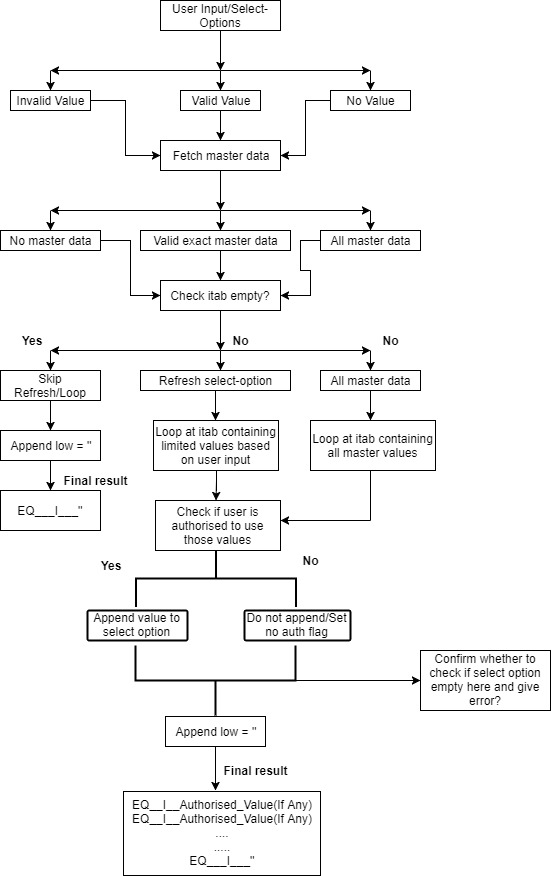 User Input/Select-
Options
Invalid Value
Valid Value
No Value
Fetch master data
No master data
Valid exact master data
All master data
Check itab empty?
Yes
No
No
Skip
Refresh/Loop
Refresh select-option
All master data
Append low = "
Loop at itab containing
limited values based
on user input
Loop at itab containing
all master values
Final result
EQ___I___"
Check if user is
authorised to use
those values
Yes
No
Append value to
select option
Do not append/Set
no auth flag
Confirm whether to
check if select option
empty here and give
error?
Append low = "
Final result
EQ__I__Authorised_Value(If Any)
EQ__I__Authorised_Value(If Any)
....
.....
EQ___I___"